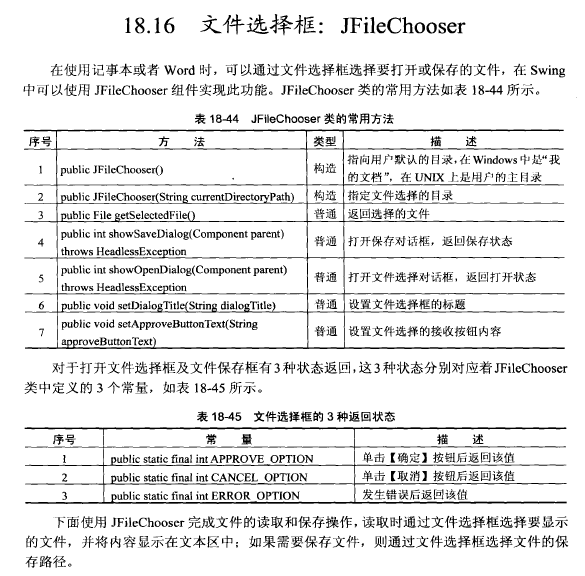 18.16 文件选择框：JFileChooser
在使用记事本或者 Word 时，可以通过文件选择框选择要打开或保存的文件，在 Swing
中可以使用 JFileChooser 组件实现此功能。JFileChooser 类的常用方法如表 18-44 所示。
表 18-44 JFileChooser 类的常用方法
序号 方 法 类型 描 述
1 public JFileChooser() 构造 指向用户默认的目录，在 Windows 中是“我
的文档”，在 UNIX 上是用户的主目录
2 public JFileChooser(String currentDirectoryPath) 构造 指定文件选择的目录
3 public File getSelectedFile() 普通 返回选择的文件
4 public int showSaveDialog(Component parent)
throws HeadlessException 普通 打开保存对话框，返回保存状态
5 public int showOpenDialog(Component parent)
throws HeadlessException 普通 打开文件选择对话框，返回打开状态
6 public void setDialogTitle(String dialogTitle) 普通 设置文件选择框的标题
7 public void setApproveButtonText(String
approveButtonText) 普通 设置文件选择的接收按钮内容
对于打开文件选择框及文件保存框有 3 种状态返回，这 3 种状态分别对应着 JFileChooser
类中定义的 3 个常量，如表 18-45 所示。
表 18-45 文件选择框的 3 种返回状态
序号 常 量 描 述
1 public static final int APPROVE_OPTION 单击【确定】按钮后返回该值
2 public static final int CANCEL_OPTION 单击【取消】按钮后返回该值
3 public static final int ERROR_OPTION 发生错误后返回该值
下面使用 JFileChooser 完成文件的读取和保存操作，读取时通过文件选择框选择要显示
的文件，并将内容显示在文本区中；如果需要保存文件，则通过文件选择框选择文件的保
存路径。